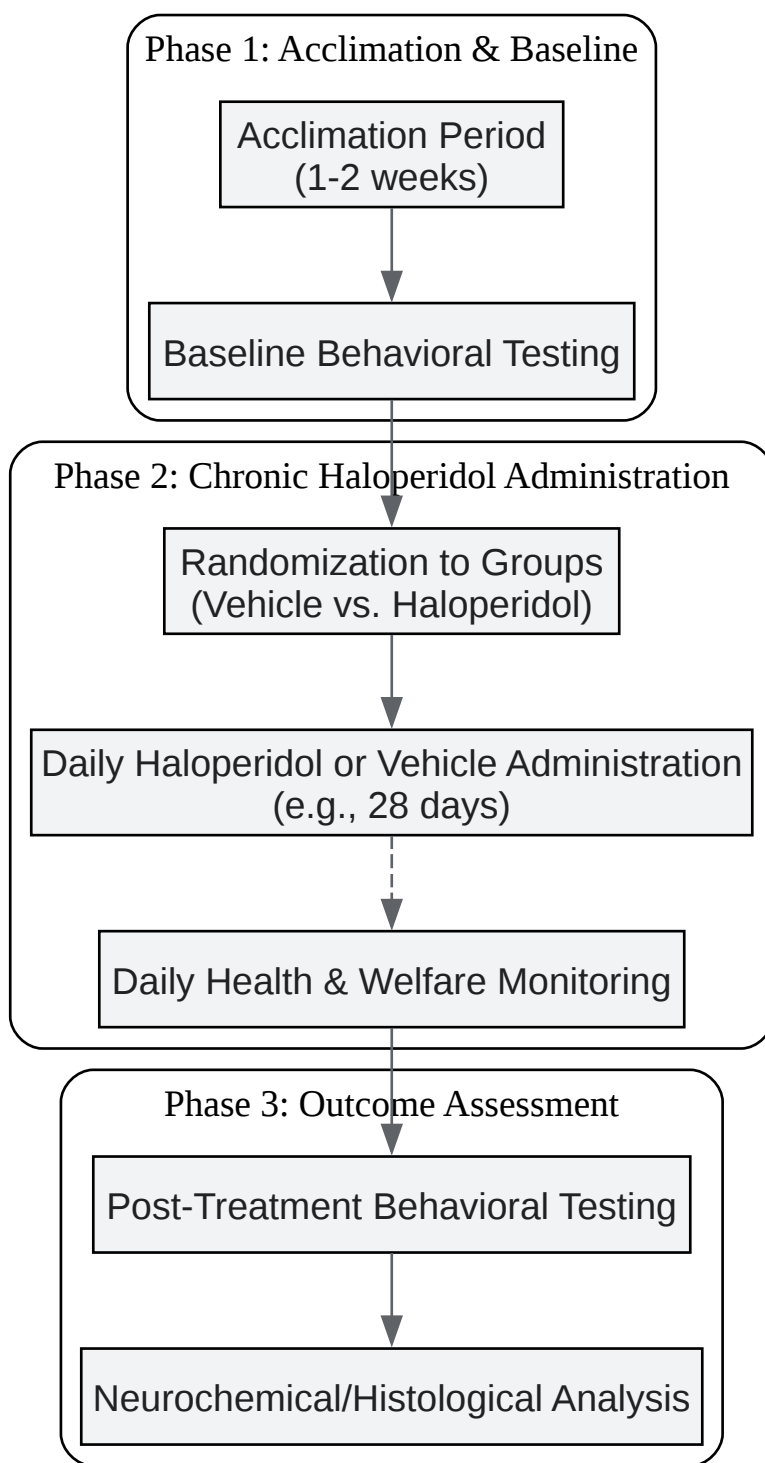 Phase 1: Acclimation & Baseline
Acclimation Period
(1-2 weeks)
Baseline Behavioral Testing
Phase 2: Chronic Haloperidol Administration
Randomization to Groups
(Vehicle vs. Haloperidol)
Daily Haloperidol or Vehicle Administration
(e.g., 28 days)
Daily Health & Welfare Monitoring
Phase 3: Outcome Assessment
Post-Treatment Behavioral Testing
Neurochemical/Histological Analysis